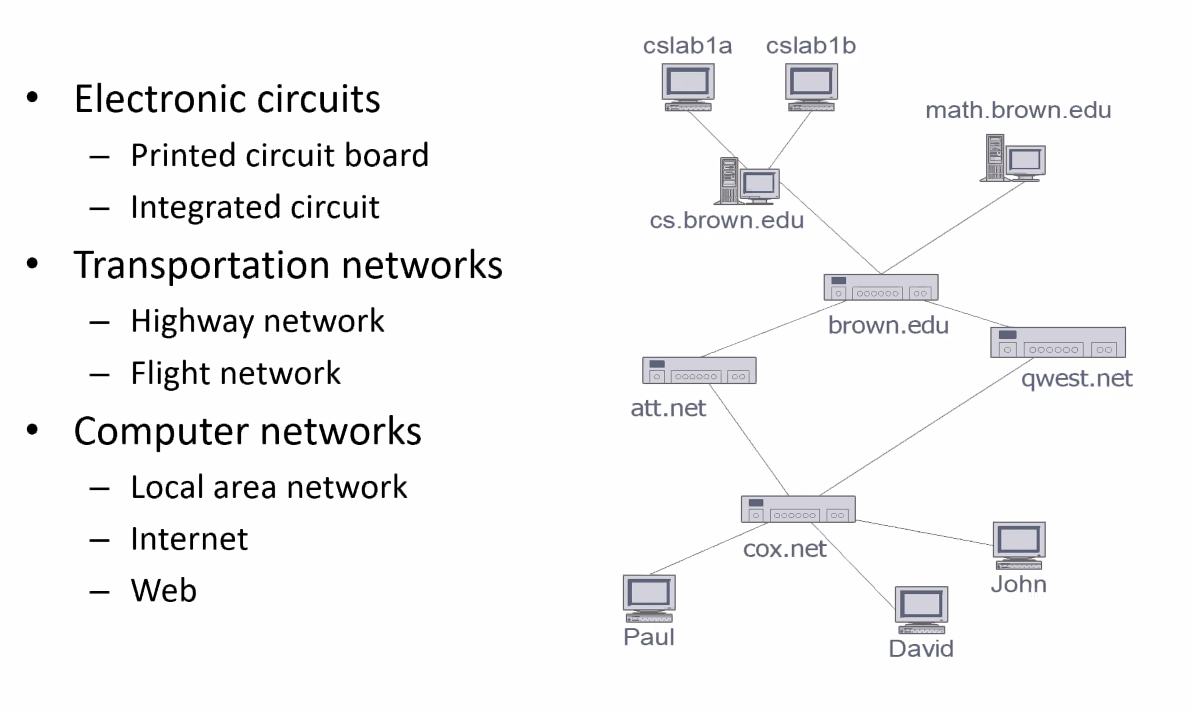 • Electronic circuits
– Printed circuit board
– Integrated circuit
• Transportation networks
– Highway network
– Flight network
• Computer networks
– Local area network
– Internet
– Web
cslab1a cslab1b
math.brown.edu
cs.brown.edu
brown.edu
qwest.net
att.net
cox.net
John
Paul
David